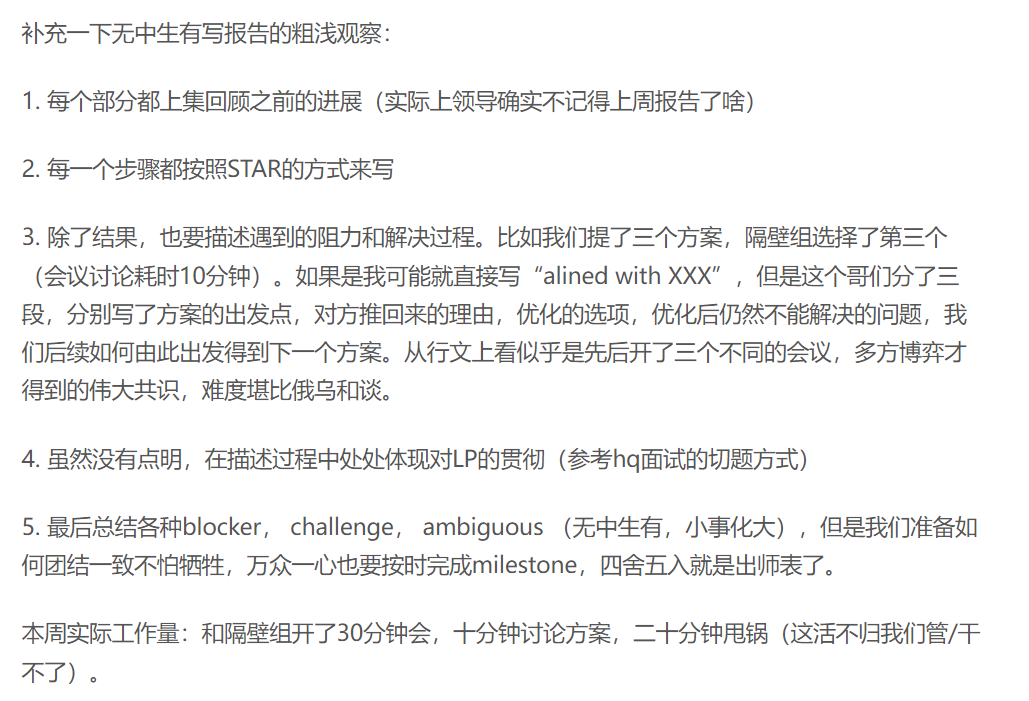 补充一下无中生有写报告的粗浅观察：
1. 每个部分都上集回顾之前的进展（实际上领导确实不记得上周报告了啥）
2. 每一个步骤都按照STAR的方式来写
3. 除了结果，也要描述遇到的阻力和解决过程。比如我们提了三个方案，隔壁组选择了第三个
（会议讨论耗时10分钟）。如果是我可能就直接写“alined with XXX”，但是这个哥们分了三
段，分别写了方案的出发点，对方推回来的理由，优化的选项，优化后仍然不能解决的问题，我
们后续如何由此出发得到下一个方案。从行文上看似乎是先后开了三个不同的会议，多方博弈才
得到的伟大共识，难度堪比俄乌和谈。
4. 虽然没有点明，在描述过程中处处体现对LP的贯彻（参考hq面试的切题方式）
5. 最后总结各种blocker， challenge， ambiguous （无中生有，小事化大），但是我们准备如
何团结一致不怕牺牲，万众一心也要按时完成milestone，四舍五入就是出师表了。
本周实际工作量：和隔壁组开了30分钟会，十分钟讨论方案，二十分钟甩锅（这活不归我们管/干
不了）。